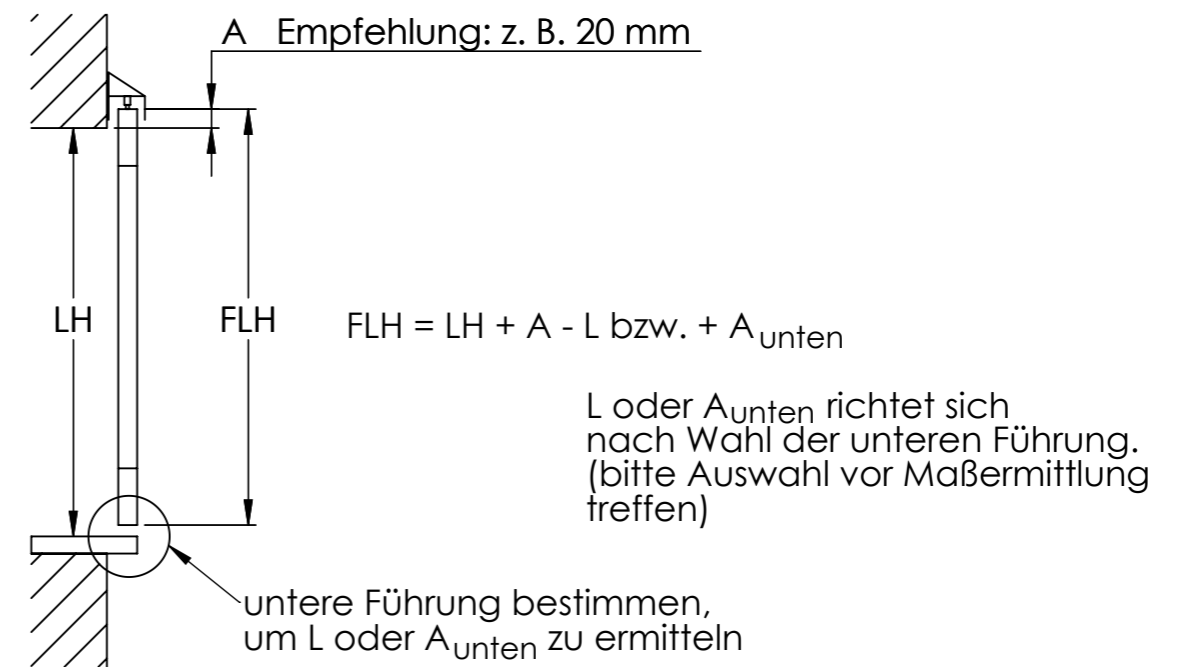 A Empfehlung: z. B. 20 mm
LH
FLH
FLH = LH + A - L bzw. + Aunten
L oder Aunten richtet sich
nach Wahl der unteren Führung.
(bitte Auswahl vor Maßermittlung
treffen)
untere Führung bestimmen,
um L oder Aunten zu ermitteln